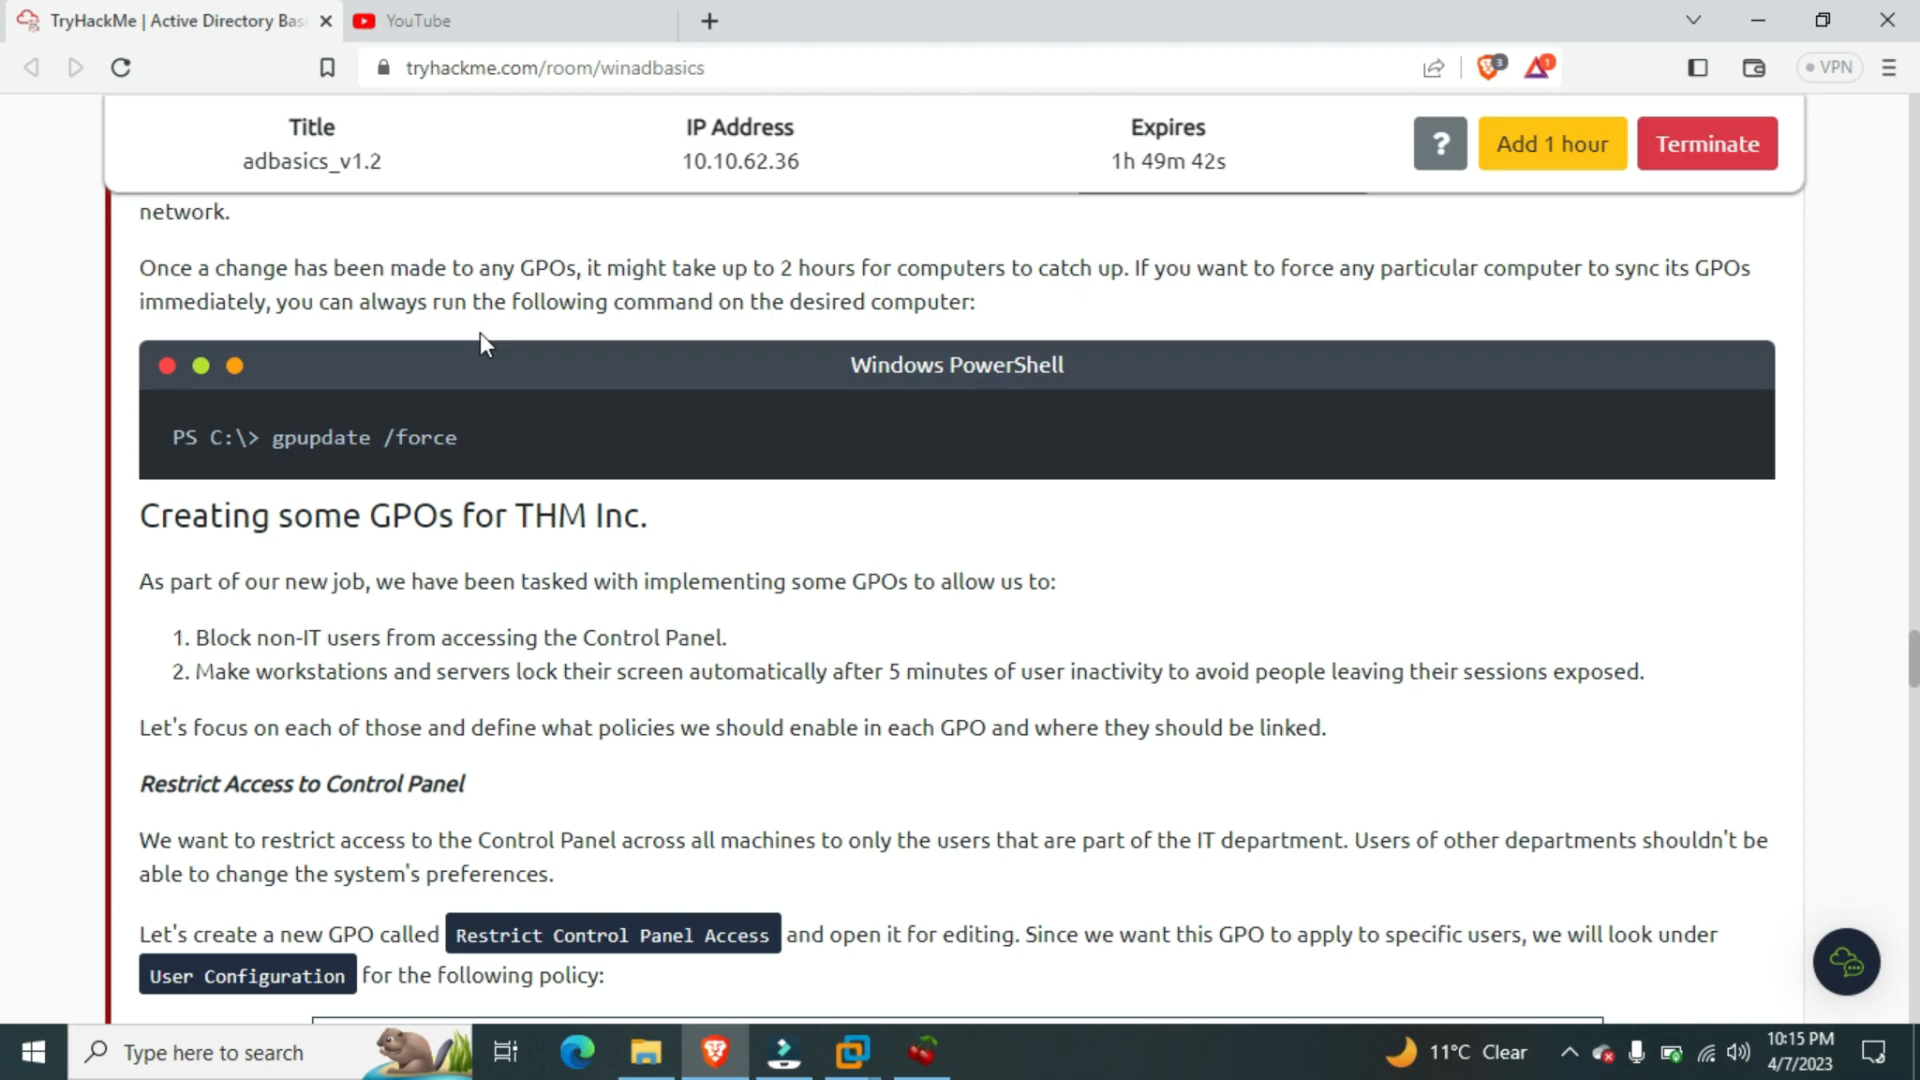 TryHackMe | Active Directory Bas
YouTube
tryhackme.com/room/winadbasics
3
1
VPN
Title
IP Address
Expires
adbasics_v1.2
10.10.62.36
1h 49m 42s
?
Add 1 hour
Terminate
network.
Once a change has been made to any GPOs, it might take up to 2 hours for computers to catch up. If you want to force any particular computer to sync its GPOs
immediately, you can always run the following command on the desired computer:
Windows PowerShell
PS C:\> gpupdate /force
Creating some GPOs for THM Inc.
As part of our new job, we have been tasked with implementing some GPOs to allow us to:
1. Block non-IT users from accessing the Control Panel.
2. Make workstations and servers lock their screen automatically after 5 minutes of user inactivity to avoid people leaving their sessions exposed.
Let's focus on each of those and define what policies we should enable in each GPO and where they should be linked.
Restrict Access to Control Panel
We want to restrict access to the Control Panel across all machines to only the users that are part of the IT department. Users of other departments shouldn't be
able to change the system's preferences.
Let's create a new GPO called Restrict Control Panel Access and open it for editing. Since we want this GPO to apply to specific users, we will look under
User Configuration for the following policy:
Type here to search
11°C Clear
10:15 PM
4/7/2023